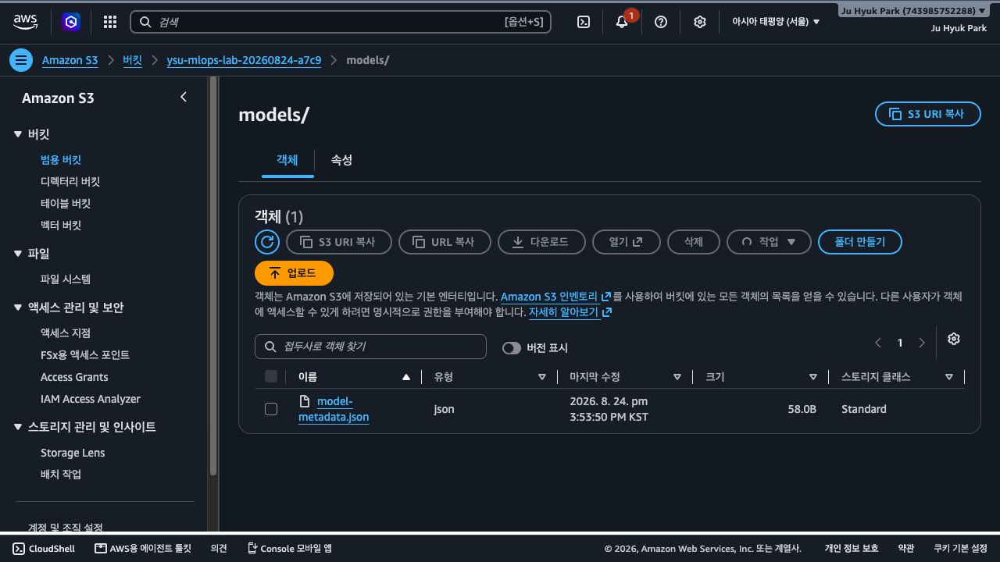 aws
검색
[옵션+S]
1
아시아 태평양 (서울)
Ju Hyuk Park (743985752288)
Ju Hyuk Park
Amazon S3
버킷
ysu-mlops-lab-20260824-a7c9
models/
Amazon S3
버킷
범용 버킷
디렉터리 버킷
테이블 버킷
벡터 버킷
파일
파일 시스템
액세스 관리 및 보안
액세스 지점
FSx용 액세스 포인트
Access Grants
IAM Access Analyzer
스토리지 관리 및 인사이트
Storage Lens
배치 작업
계정 및 조직 설정
models/
S3 URI 복사
객체
속성
객체 (1)
S3 URI 복사
URL 복사
다운로드
열기
삭제
작업
폴더 만들기
업로드
객체는 Amazon S3에 저장되어 있는 기본 엔터티입니다. Amazon S3 인벤토리 를 사용하여 버킷에 있는 모든 객체의 목록을 얻을 수 있습니다. 다른 사용자가 객체
에 액세스할 수 있게 하려면 명시적으로 권한을 부여해야 합니다. 자세히 알아보기
접두사로 객체 찾기
버전 표시
1
이름
유형
마지막 수정
크기
스토리지 클래스
model-
metadata.json
json
2026. 8. 24. pm
3:53:50 PM KST
58.0B
Standard
CloudShell
AWS용 에이전트 툴킷
의견
Console 모바일 앱
© 2026, Amazon Web Services, Inc. 또는 계열사.
개인 정보 보호
약관
쿠키 기본 설정